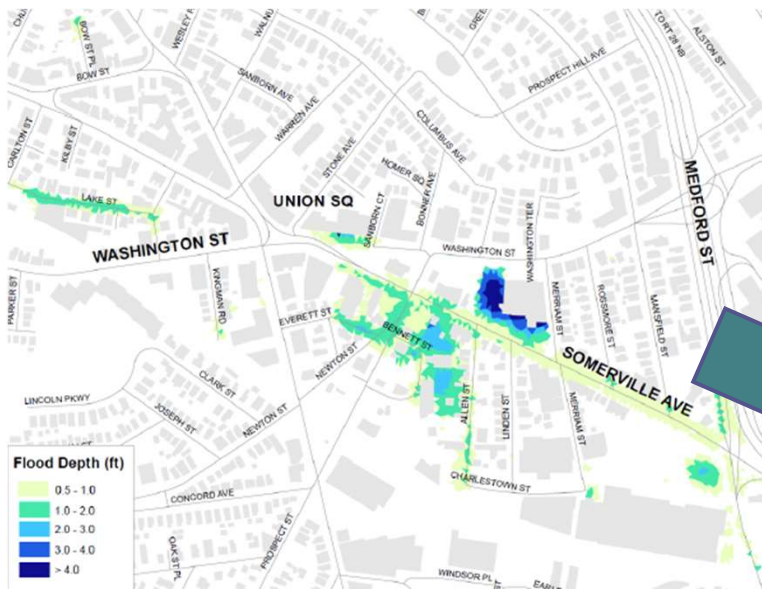 BOW ST PL
BOW ST
SANBORN AVE
WARREN AVE
STONE AVE
COLUMBUS AVE
PROSPECT HILL AVE
ALSTON ST
CARLTON ST
KILBY ST
HOMER SQ
BONNER AVE
MEDFORD ST
LAKE ST
UNION SQ
SANBORN CT
WASHINGTON ST
WASHINGTON ST
WASHINGTON TER
PARKER ST
KINGMAN RD
MERRIAM ST
ROSSMORE ST
MANSFIELD ST
EVERETT ST
BENNETT ST
NEWTON ST
SOMERVILLE AVE
CLARK ST
LINCOLN PKWY
JOSEPH ST
NEWTON ST
ALLEN ST
LINDEN ST
MERRIAM ST
Flood Depth (ft)
0.5 - 1.0
1.0 - 2.0
2.0 - 3.0
3.0 - 4.0
> 4.0
CHARLESTOWN ST
CONCORD AVE
PROSPECT ST
OAK ST PL
WINDSOR PL